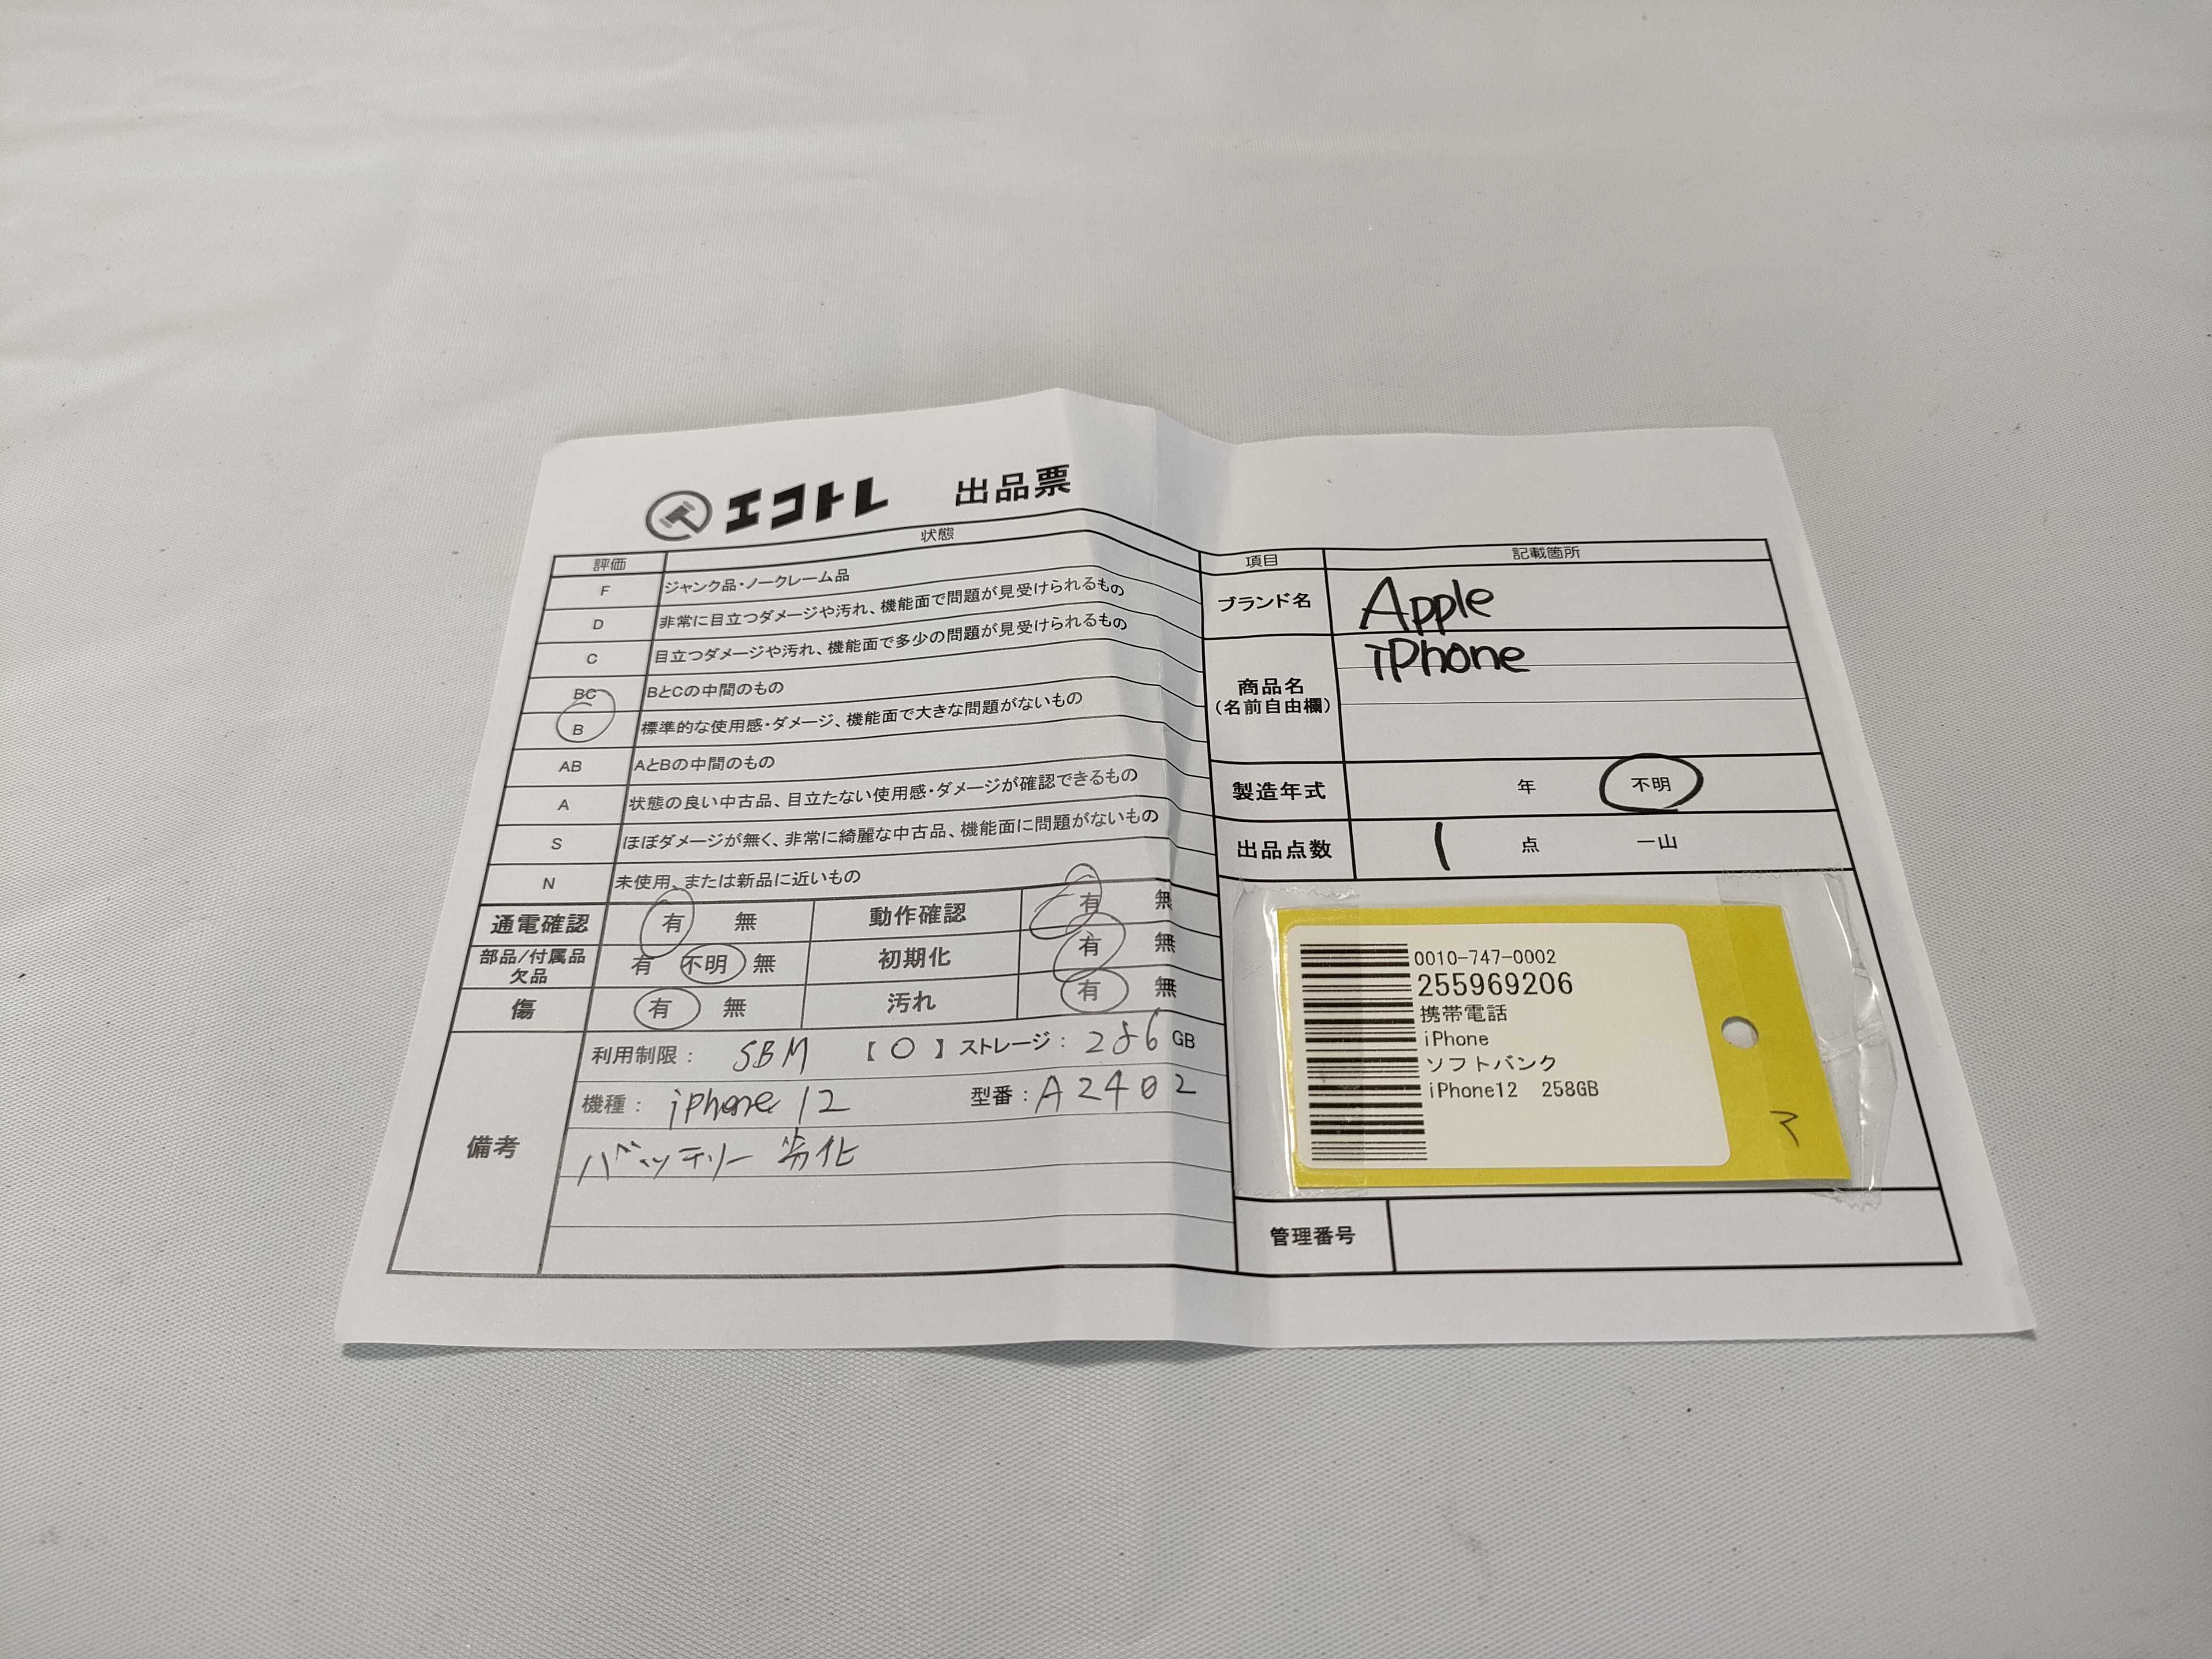 エコトレ 出品票
評価 状態
F ジャンク品・ノークレーム品
D 非常に目立つダメージや汚れ、機能面で問題が見受けられるもの
C 目立つダメージや汚れ、機能面で多少の問題が見受けられるもの
BC BとCの中間のもの
B 標準的な使用感・ダメージ、機能面で大きな問題がないもの
AB AとBの中間のもの
A 状態の良い中古品、目立たない使用感・ダメージが確認できるもの
S ほぼダメージが無く、非常に綺麗な中古品、機能面に問題がないもの
N 未使用、または新品に近いもの
通電確認 有 無 動作確認 有 無
部品/付属品 欠品 有 不明 無 初期化 有 無
傷 有 無 汚れ 有 無
備考
利用制限: SBM 【 〇 】 ストレージ: 256 GB
機種: iphone 12 型番: A2402
バッテリー 劣化
項目 記載箇所
ブランド名 Apple
商品名 iPhone
(名前自由欄)
製造年式 年 不明
出品点数 1 点 一山
0010-747-0002
255969206
携帯電話
iPhone
ソフトバンク
iPhone12 258GB
マ
管理番号